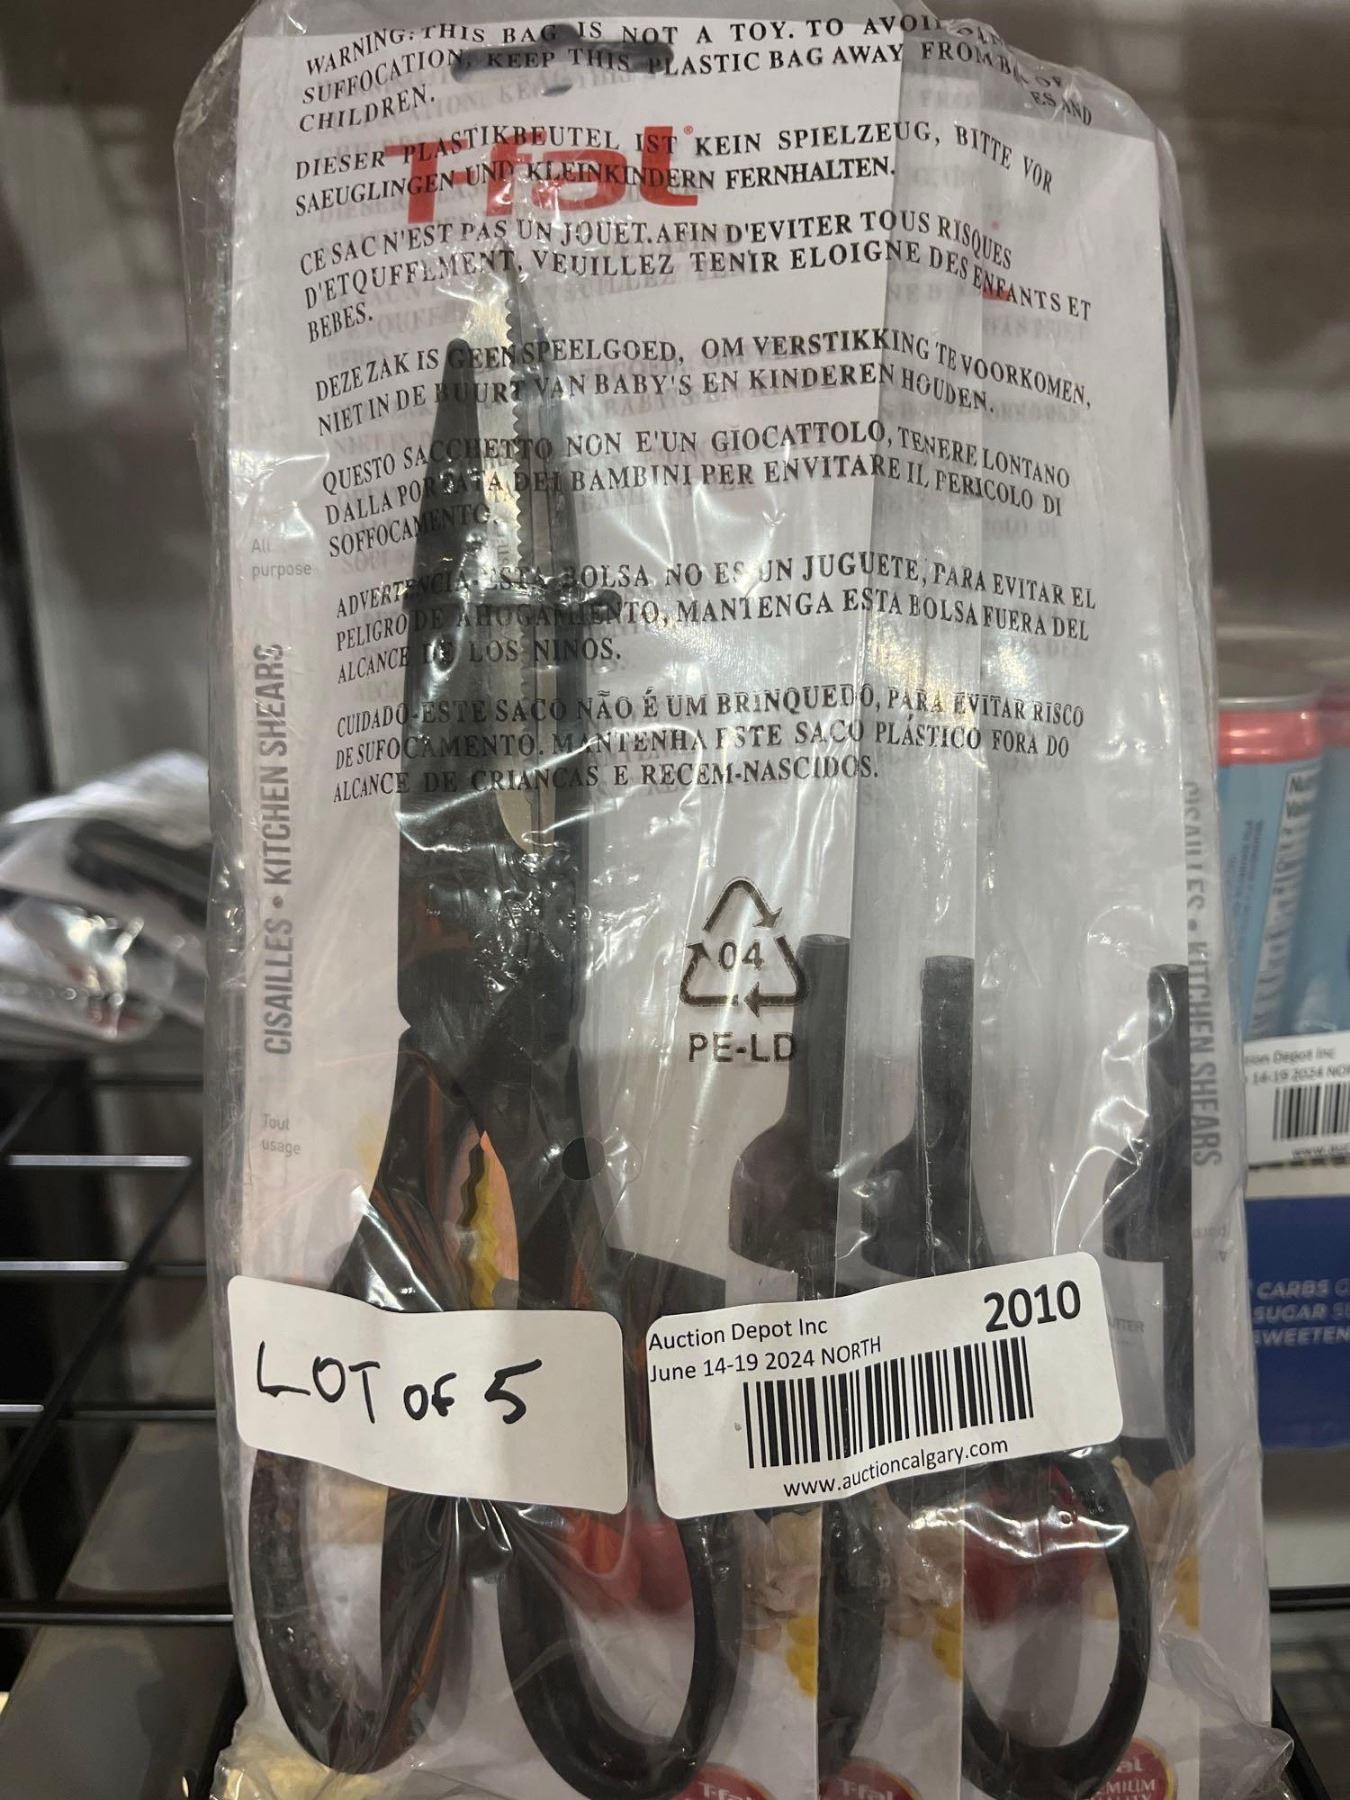 WARNING: THIS BAG IS NOT A TOY. TO AVOID
SUFFOCATION, KEEP THIS PLASTIC BAG AWAY FROM
CHILDREN.
T-fal®
DIESER PLASTIKBEUTEL IST KEIN SPIELZEUG, BITTE VOR
SAEUGLINGEN UND KLEINKINDERN FERNHALTEN.
CE SAC N'EST PAS UN JOUET.AFIN D'EVITER TOUS RISQUES
D'ETQUFFEMENT, VEUILLEZ TENIR ELOIGNE DES ENFANTS ET
BEBES.
DEZE ZAK IS GEEN SPEELGOED, OM VERSTIKKING TE VOORKOMEN,
NIET IN DE BUURT VAN BABY'S EN KINDEREN HOUDEN.
QUESTO SACCHETTO NON E'UN GIOCATTOLO, TENERE LONTANO
DALLA PORTATA DEI BAMBINI PER ENVITARE IL PERICOLO DI
SOFFOCAMENTO.
ADVERTENCIA-ESTA BOLSA NO ES UN JUGUETE, PARA EVITAR EL
PELIGRO DE AHOGAMIENTO, MANTENGA ESTA BOLSA FUERA DEL
ALCANCE DE LOS NINOS.
CUIDADO-ESTE SACO NÃO É UM BRINQUEDO, PARA EVITAR RISCO
DE SUFOCAMENTO. MANTENHA ESTE SACO PLÁSTICO FORA DO
ALCANCE DE CRIANCAS E RECEM-NASCIDOS.
All
purpose
CISAILLES • KITCHEN SHEARS
Tout
usage
04
PE-LD
CISAILLES • KITCHEN SHEARS
LOT OF 5
Auction Depot Inc
2010
June 14-19 2024 NORTH
www.auctioncalgary.com
Depot Inc
14-19 2024
CARBS
SUGAR
T-fal
T-fal